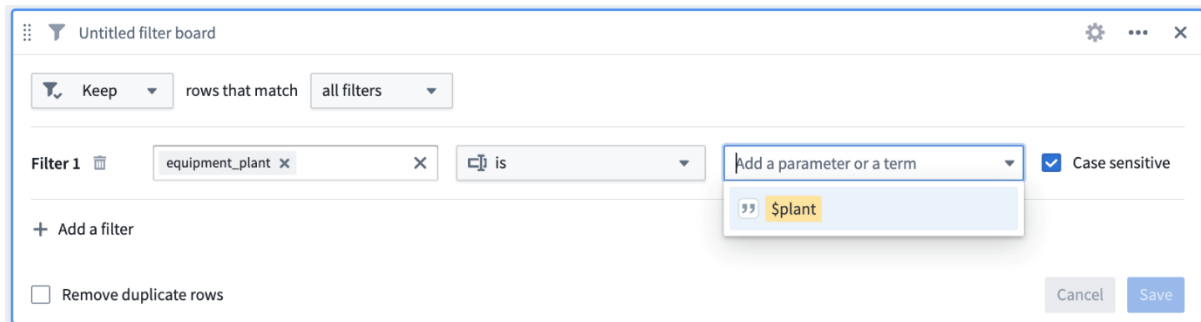 Untitled filter board
Keep rows that match all filters
Filter 1 equipment_plant is Add a parameter or a term Case sensitive
$plant
Add a filter
Remove duplicate rows Cancel Save